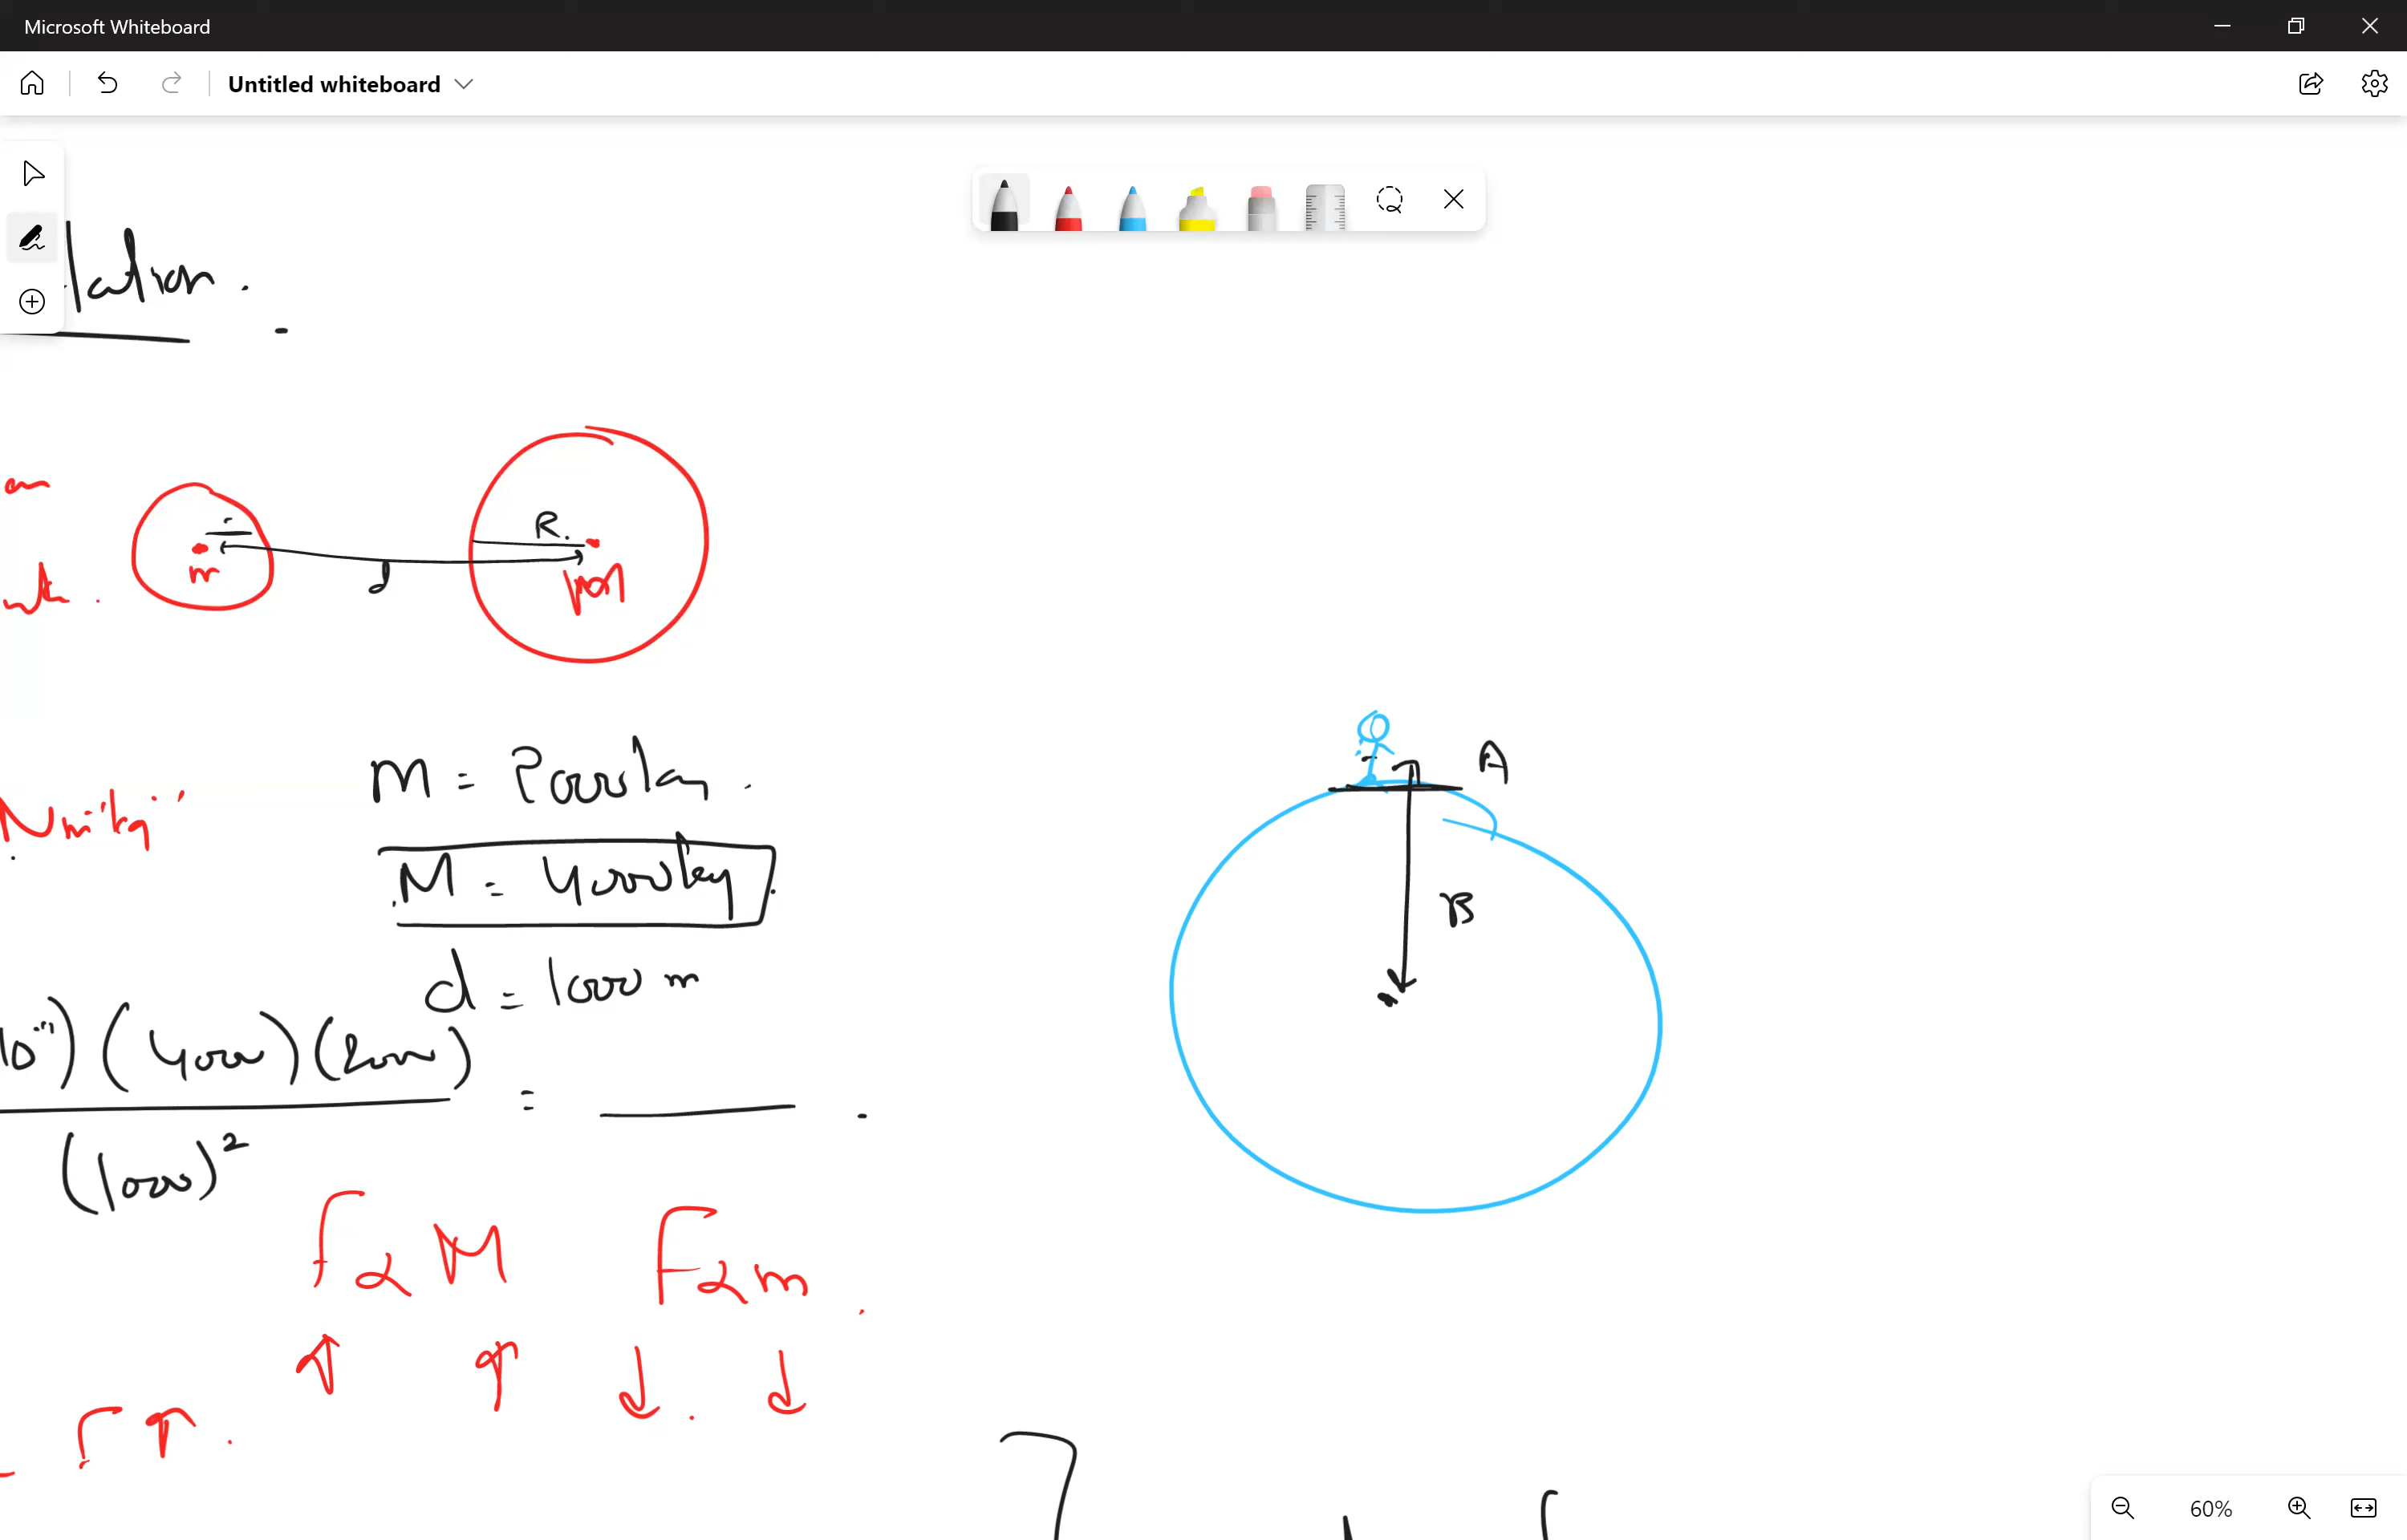 Microsoft Whiteboard
Untitled whiteboard
lation.
R.
m
d
m = 2000 kg.
A
M = 4000 kg.
B
d = 1000 m
(4000)(2000)
=
(1000)²
F α M F α m.
↑ ↑ ↓. ↓
F ↑.
60%